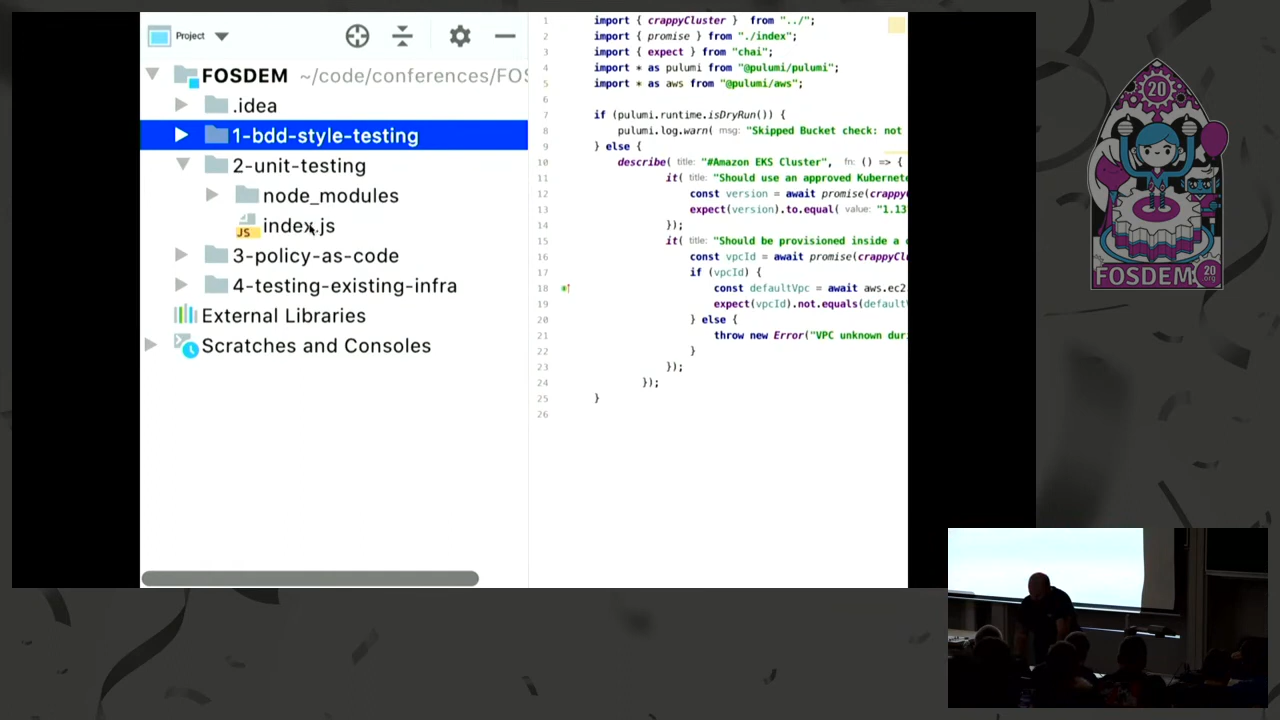 Project
FOSDEM ~/code/conferences/FOS
.idea
1-bdd-style-testing
2-unit-testing
node_modules
JS index.js
3-policy-as-code
4-testing-existing-infra
External Libraries
Scratches and Consoles
1 import { crappyCluster } from "../";
2 import { promise } from "./index";
3 import { expect } from "chai";
4 import * as pulumi from "@pulumi/pulumi";
5 import * as aws from "@pulumi/aws";
6
7 if (pulumi.runtime.isDryRun()) {
8 pulumi.log.warn( msg: "Skipped Bucket check: not
9 } else {
10 describe( title: "#Amazon EKS Cluster", fn: () => {
11 it( title: "Should use an approved Kubernete
12 const version = await promise(crappy
13 expect(version).to.equal( value: "1.13
14 });
15 it( title: "Should be provisioned inside a
16 const vpcId = await promise(crappyCl
17 if (vpcId) {
18 const defaultVpc = await aws.ec2
19 expect(vpcId).not.equals(default
20 } else {
21 throw new Error("VPC unknown dur
22 }
23 });
24 });
25 }
26
20
FOSDEM 20
.org